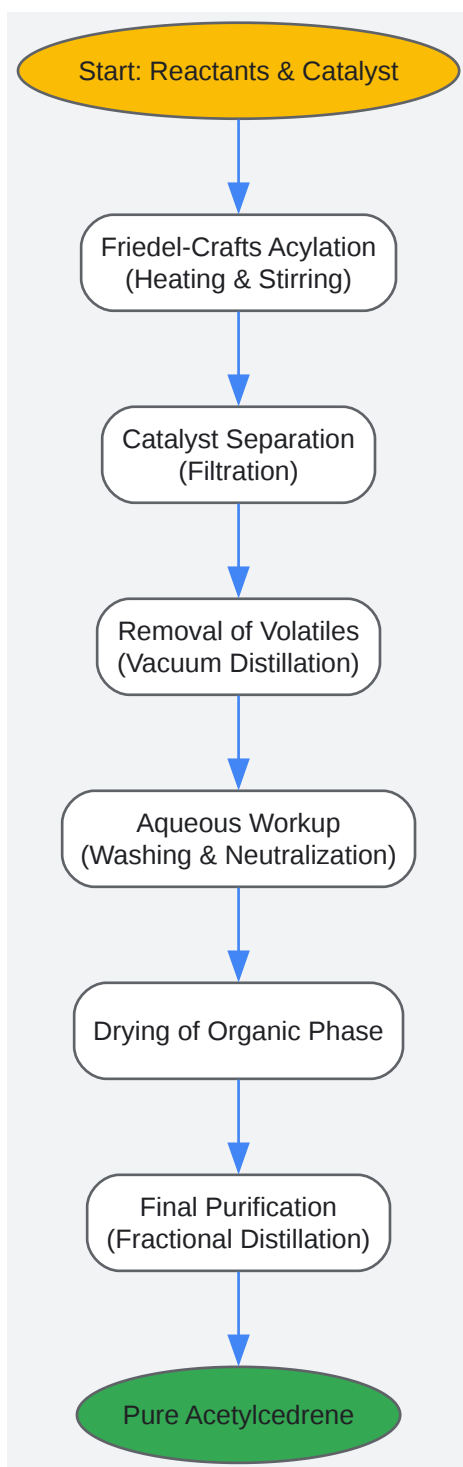 Start: Reactants & Catalyst
Friedel-Crafts Acylation
(Heating & Stirring)
Catalyst Separation
(Filtration)
Removal of Volatiles
(Vacuum Distillation)
Aqueous Workup
(Washing & Neutralization)
Drying of Organic Phase
Final Purification
(Fractional Distillation)
Pure Acetylcedrene